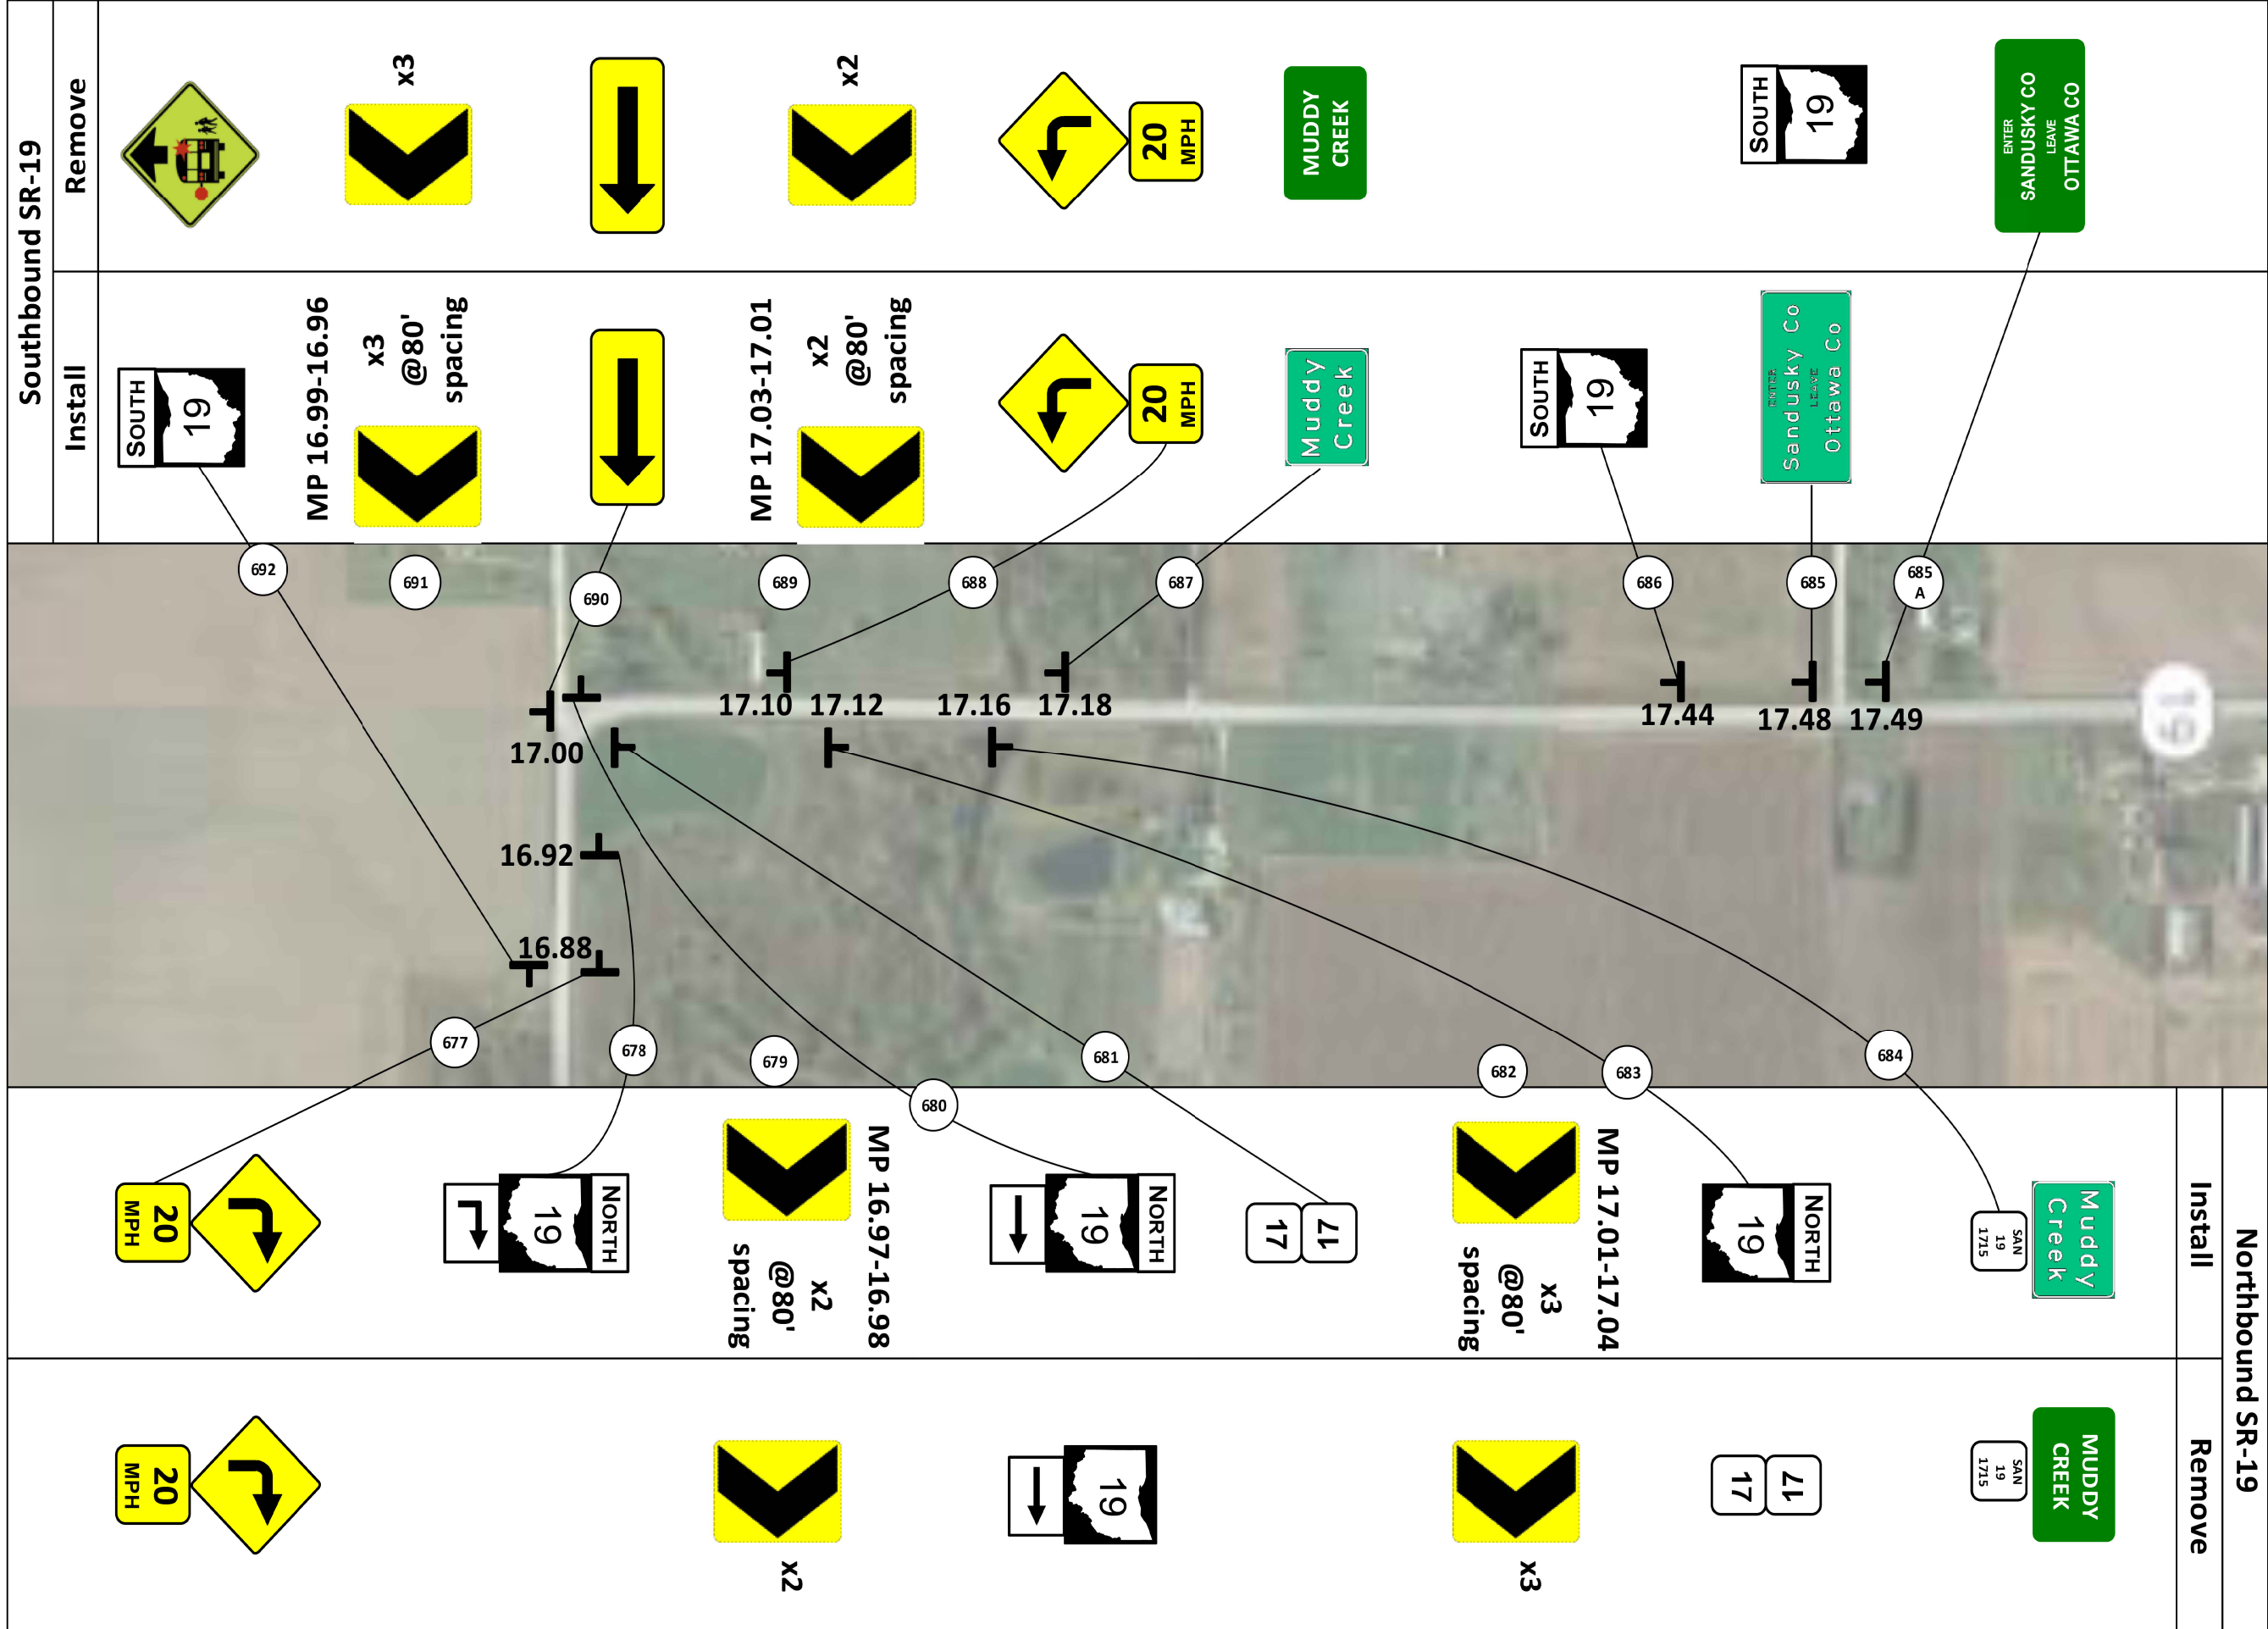 Southbound SR-19
Remove
x3
x2
20
MPH
MUDDY
CREEK
SOUTH
19
ENTER
SANDUSKY CO
LEAVE
OTTAWA CO
Install
SOUTH
19
MP 16.99-16.96
x3
@80'
spacing
MP 17.03-17.01
x2
@80'
spacing
20
MPH
Muddy
Creek
SOUTH
19
ENTER
Sandusky Co
LEAVE
Ottawa Co
692
691
690
689
688
687
686
685
685
A
17.10
17.12
17.16
17.18
17.44
17.48
17.49
19
17.00
16.92
16.88
677
678
679
680
681
682
683
684
Northbound SR-19
Install
20
MPH
NORTH
19
MP 16.97-16.98
x2
@80'
spacing
NORTH
19
17
17
MP 17.01-17.04
x3
@80'
spacing
NORTH
19
Muddy
Creek
SAN
19
1715
Remove
20
MPH
x2
19
x3
17
17
MUDDY
CREEK
SAN
19
1715